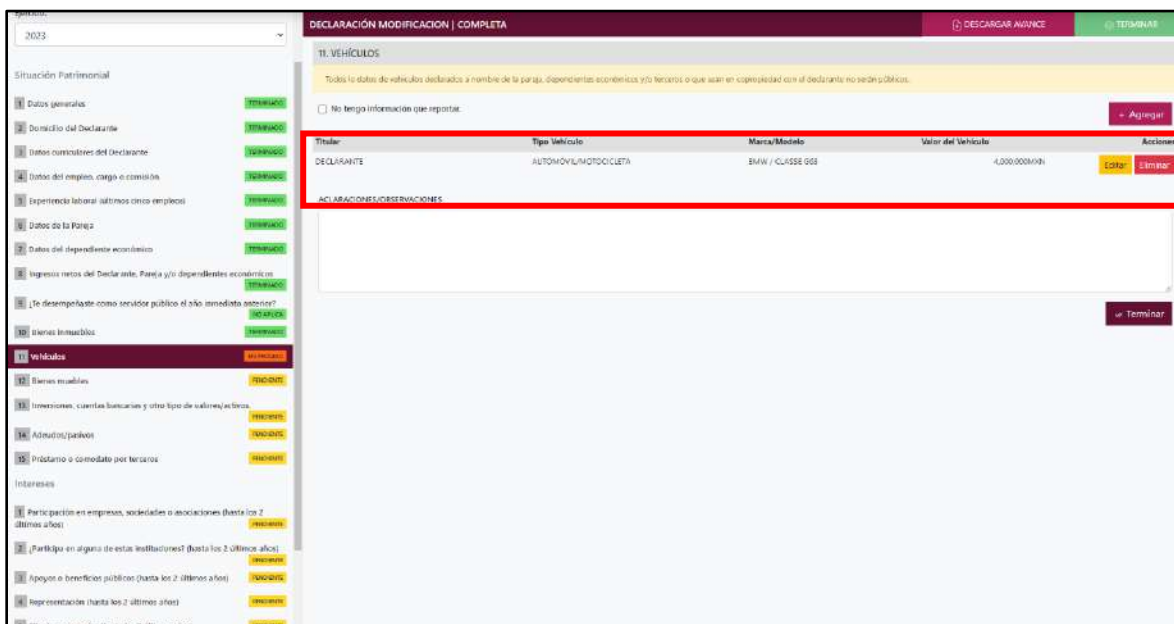 Ejercicio:
2023
Situación Patrimonial
1 Datos generales TERMINADO
2 Domicilio del Declarante TERMINADO
3 Datos curriculares del Declarante TERMINADO
4 Datos del empleo, cargo o comisión TERMINADO
5 Experiencia laboral (últimos cinco empleos) TERMINADO
6 Datos de la Pareja TERMINADO
7 Datos del dependiente económico TERMINADO
8 Ingresos netos del Declarante, Pareja y/o dependientes económicos
TERMINADO
9 ¿Te desempeñaste como servidor público el año inmediato anterior?
NO APLICA
10 Bienes Inmuebles TERMINADO
11 Vehículos EN PROCESO
12 Bienes muebles PENDIENTE
13 Inversiones, cuentas bancarias y otro tipo de valores/activos
PENDIENTE
14 Adeudos/pasivos PENDIENTE
15 Préstamo o comodato por terceros PENDIENTE
Intereses
1 Participación en empresas, sociedades o asociaciones (hasta los 2
últimos años) PENDIENTE
2 ¿Participa en alguna de estas instituciones? (hasta los 2 últimos años)
PENDIENTE
3 Apoyos o beneficios públicos (hasta los 2 últimos años) PENDIENTE
4 Representación (hasta los 2 últimos años) PENDIENTE
DECLARACIÓN MODIFICACION | COMPLETA DESCARGAR AVANCE TERMINAR
11. VEHÍCULOS
Todos lo datos de vehículos declarados a nombre de la pareja, dependientes económicos y/o terceros o que sean en copropiedad con el declarante no serán públicos.
No tengo información que reportar.
+ Agregar
Titular Tipo Vehículo Marca/Modelo Valor del Vehículo Acciones
DECLARANTE AUTOMÓVIL/MOTOCICLETA BMW / CLASSE G63 4,000,000MXN Editar Eliminar
ACLARACIONES/OBSERVACIONES
Terminar